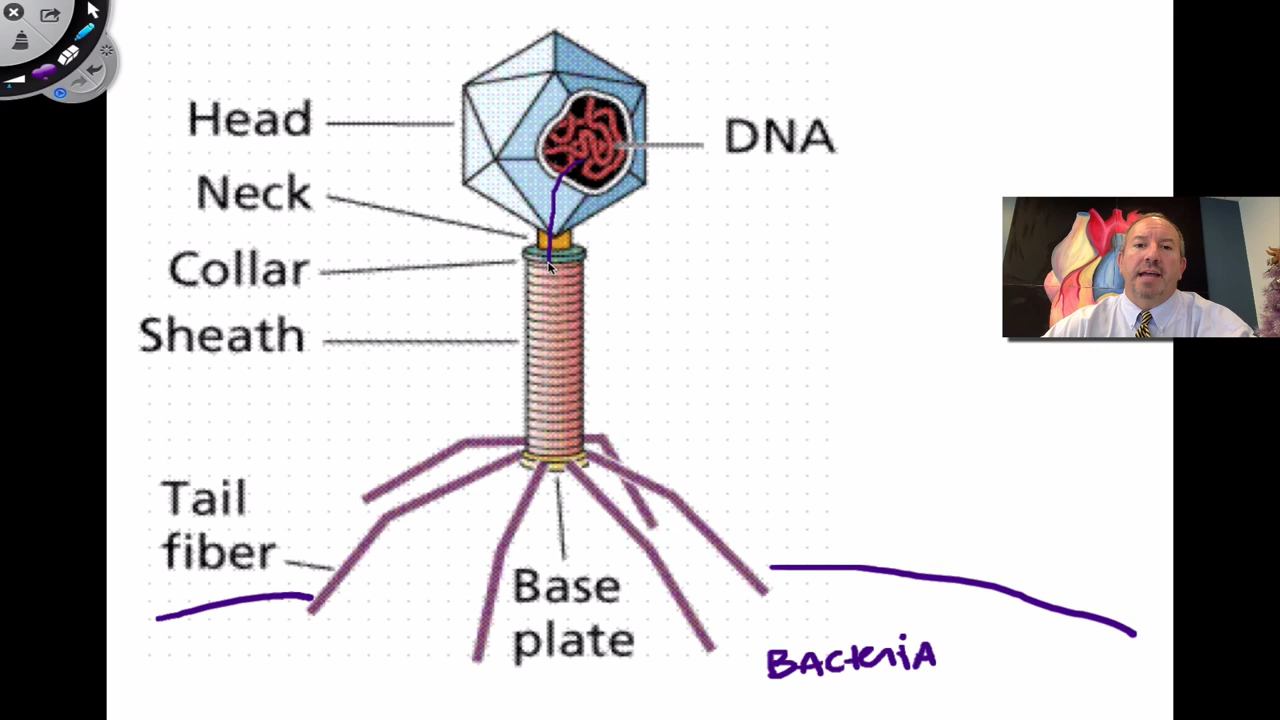 Head
DNA
Neck
Collar
Sheath
Tail
fiber
Base
plate
BACteriA